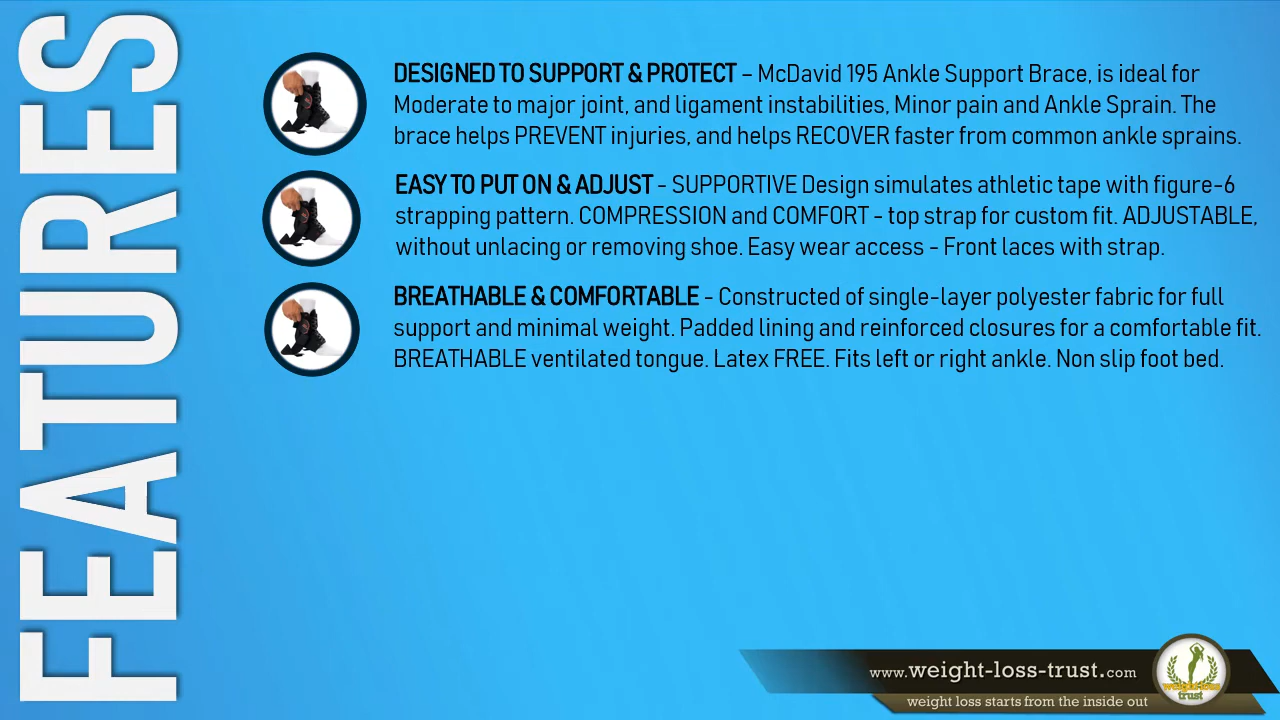 FEATURES
DESIGNED TO SUPPORT & PROTECT – McDavid 195 Ankle Support Brace, is ideal for
Moderate to major joint, and ligament instabilities, Minor pain and Ankle Sprain. The
brace helps PREVENT injuries, and helps RECOVER faster from common ankle sprains.
EASY TO PUT ON & ADJUST - SUPPORTIVE Design simulates athletic tape with figure-6
strapping pattern. COMPRESSION and COMFORT - top strap for custom fit. ADJUSTABLE,
without unlacing or removing shoe. Easy wear access - Front laces with strap.
BREATHABLE & COMFORTABLE - Constructed of single-layer polyester fabric for full
support and minimal weight. Padded lining and reinforced closures for a comfortable fit.
BREATHABLE ventilated tongue. Latex FREE. Fits left or right ankle. Non slip foot bed.
www.weight-loss-trust.com
weight loss starts from the inside out
weight loss
trust